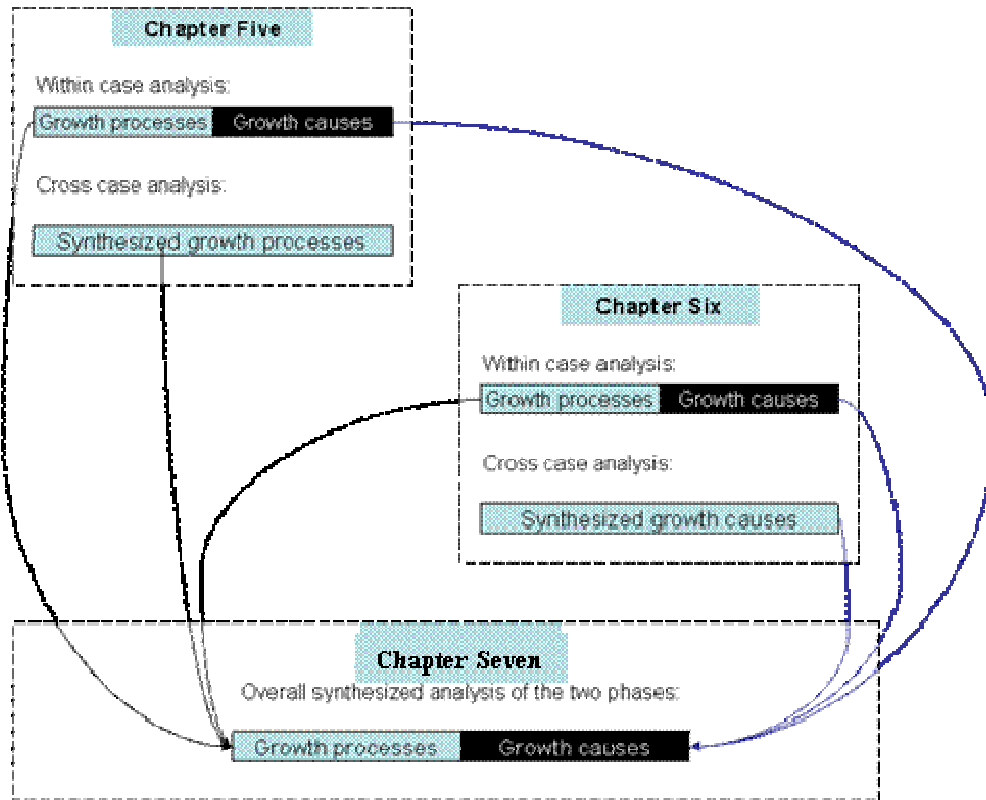 Chapter Five
Within case analysis:
Growth processes Growth causes
Cross case analysis:
Synthesized growth processes
Chapter Six
Within case analysis:
Growth processes Growth causes
Cross case analysis:
Synthesized growth causes
Chapter Seven
Overall synthesized analysis of the two phases:
Growth processes Growth causes